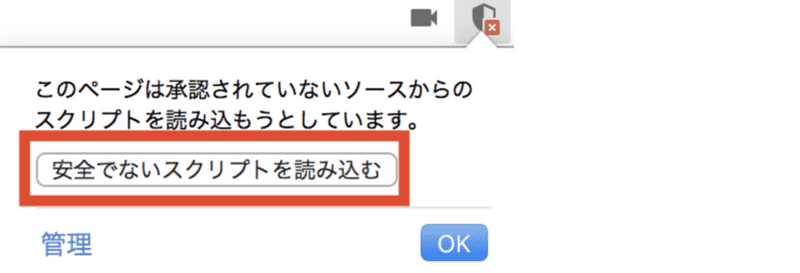 このページは承認されていないソースからの
スクリプトを読み込もうとしています。
安全でないスクリプトを読み込む
管理
OK